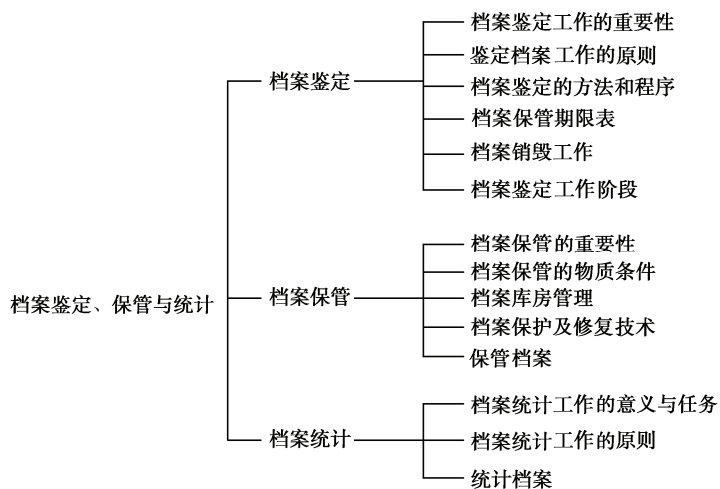 档案鉴定、保管与统计
档案鉴定
档案鉴定工作的重要性
鉴定档案工作的原则
档案鉴定的方法和程序
档案保管期限表
档案销毁工作
档案鉴定工作阶段
档案保管
档案保管的重要性
档案保管的物质条件
档案库房管理
档案保护及修复技术
保管档案
档案统计
档案统计工作的意义与任务
档案统计工作的原则
统计档案